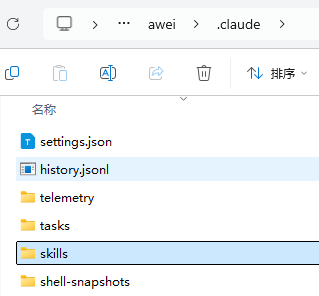 awei
.claude
排序
名称
settings.json
history.jsonl
telemetry
tasks
skills
shell-snapshots